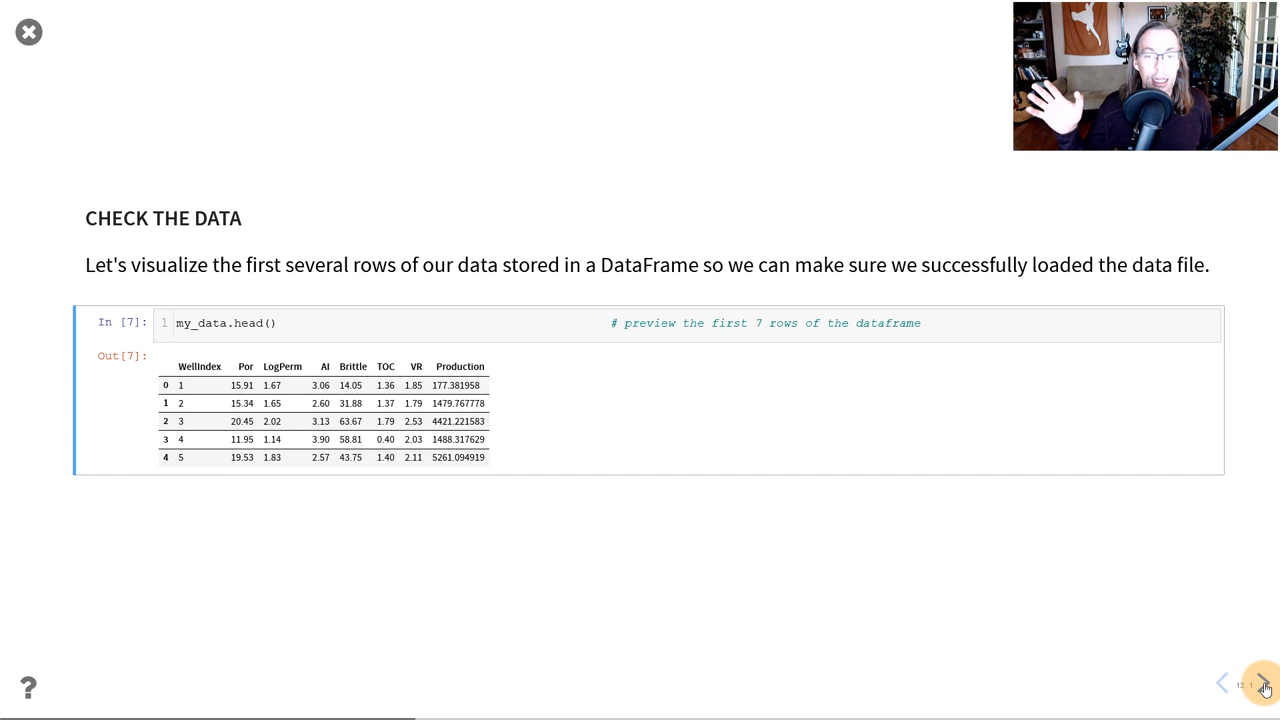 CHECK THE DATA
Let's visualize the first several rows of our data stored in a DataFrame so we can make sure we successfully loaded the data file.
In [7]: 1 my_data.head() # preview the first 7 rows of the dataframe
Out[7]:
WellIndex Por LogPerm AI Brittle TOC VR Production
0 1 15.91 1.67 3.06 14.05 1.36 1.85 177.381958
1 2 15.34 1.65 2.60 31.88 1.37 1.79 1479.767778
2 3 20.45 2.02 3.13 63.67 1.79 2.53 4421.221583
3 4 11.95 1.14 3.90 58.81 0.40 2.03 1488.317629
4 5 19.53 1.83 2.57 43.75 1.40 2.11 5261.094919
?
13.1